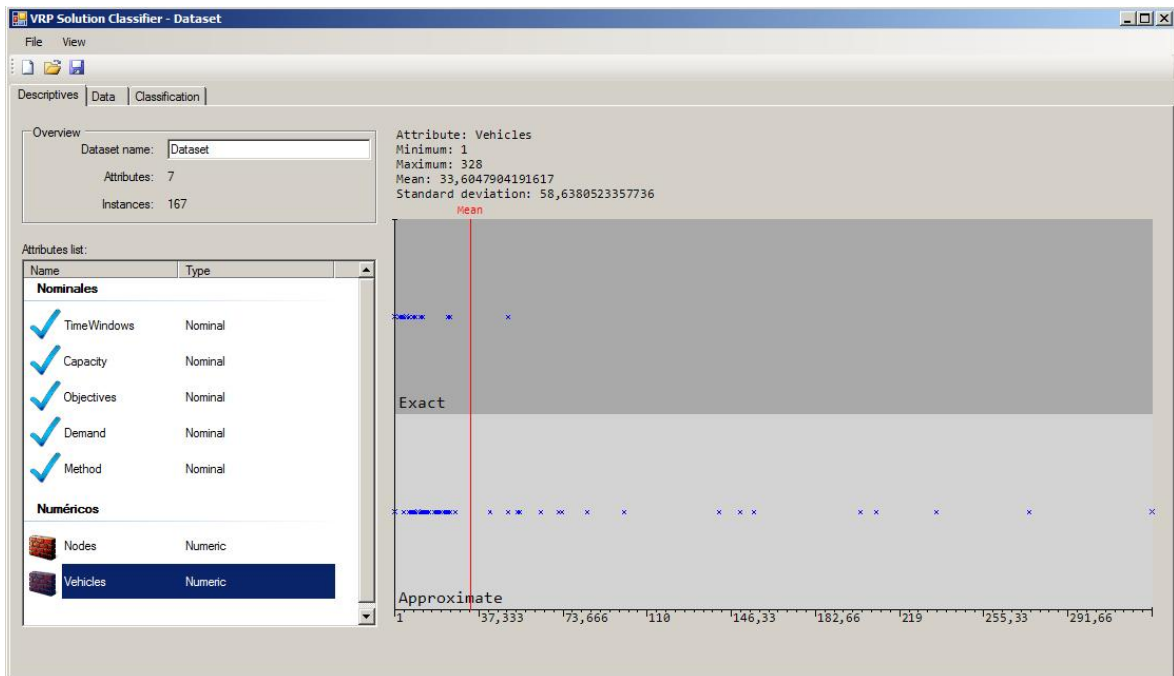 VRP Solution Classifier - Dataset
File View
Descriptives Data Classification
Overview
Dataset name: Dataset
Attributes: 7
Instances: 167
Attributes list:
Name Type
Nominales
TimeWindows Nominal
Capacity Nominal
Objectives Nominal
Demand Nominal
Method Nominal
Numéricos
Nodes Numeric
Vehicles Numeric
Attribute: Vehicles
Minimum: 1
Maximum: 328
Mean: 33,6047904191617
Standard deviation: 58,6380523357736
Mean
Exact
Approximate
1 37,333 73,666 110 146,33 182,66 219 255,33 291,66